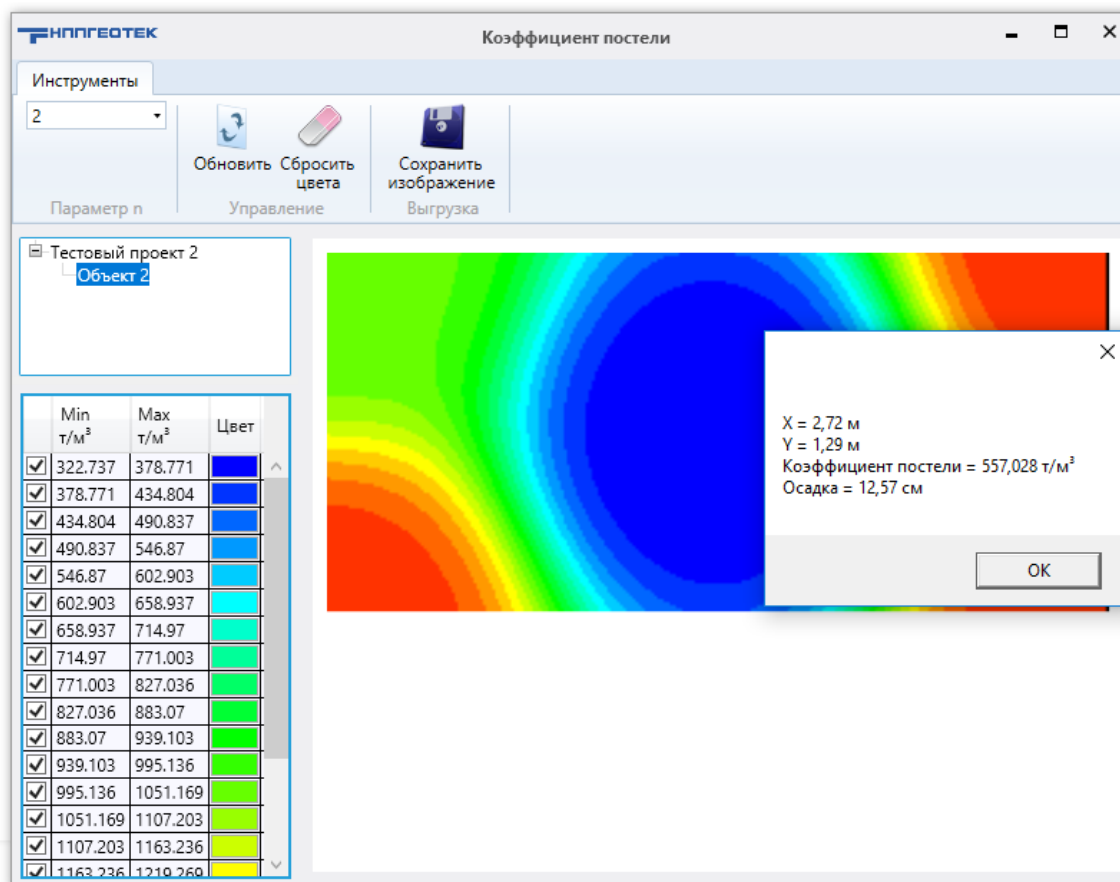 НППГЕОТЕК
Коэффициент постели
Инструменты
2
Обновить
Сбросить
цвета
Сохранить
изображение
Параметр n
Управление
Выгрузка
Тестовый проект 2
Объект 2
Min
т/м³
Max
т/м³
Цвет
322.737 378.771
378.771 434.804
434.804 490.837
490.837 546.87
546.87 602.903
602.903 658.937
658.937 714.97
714.97 771.003
771.003 827.036
827.036 883.07
883.07 939.103
939.103 995.136
995.136 1051.169
1051.169 1107.203
1107.203 1163.236
1163.236 1219.269
X = 2,72 м
Y = 1,29 м
Коэффициент постели = 557,028 т/м³
Осадка = 12,57 см
ОК